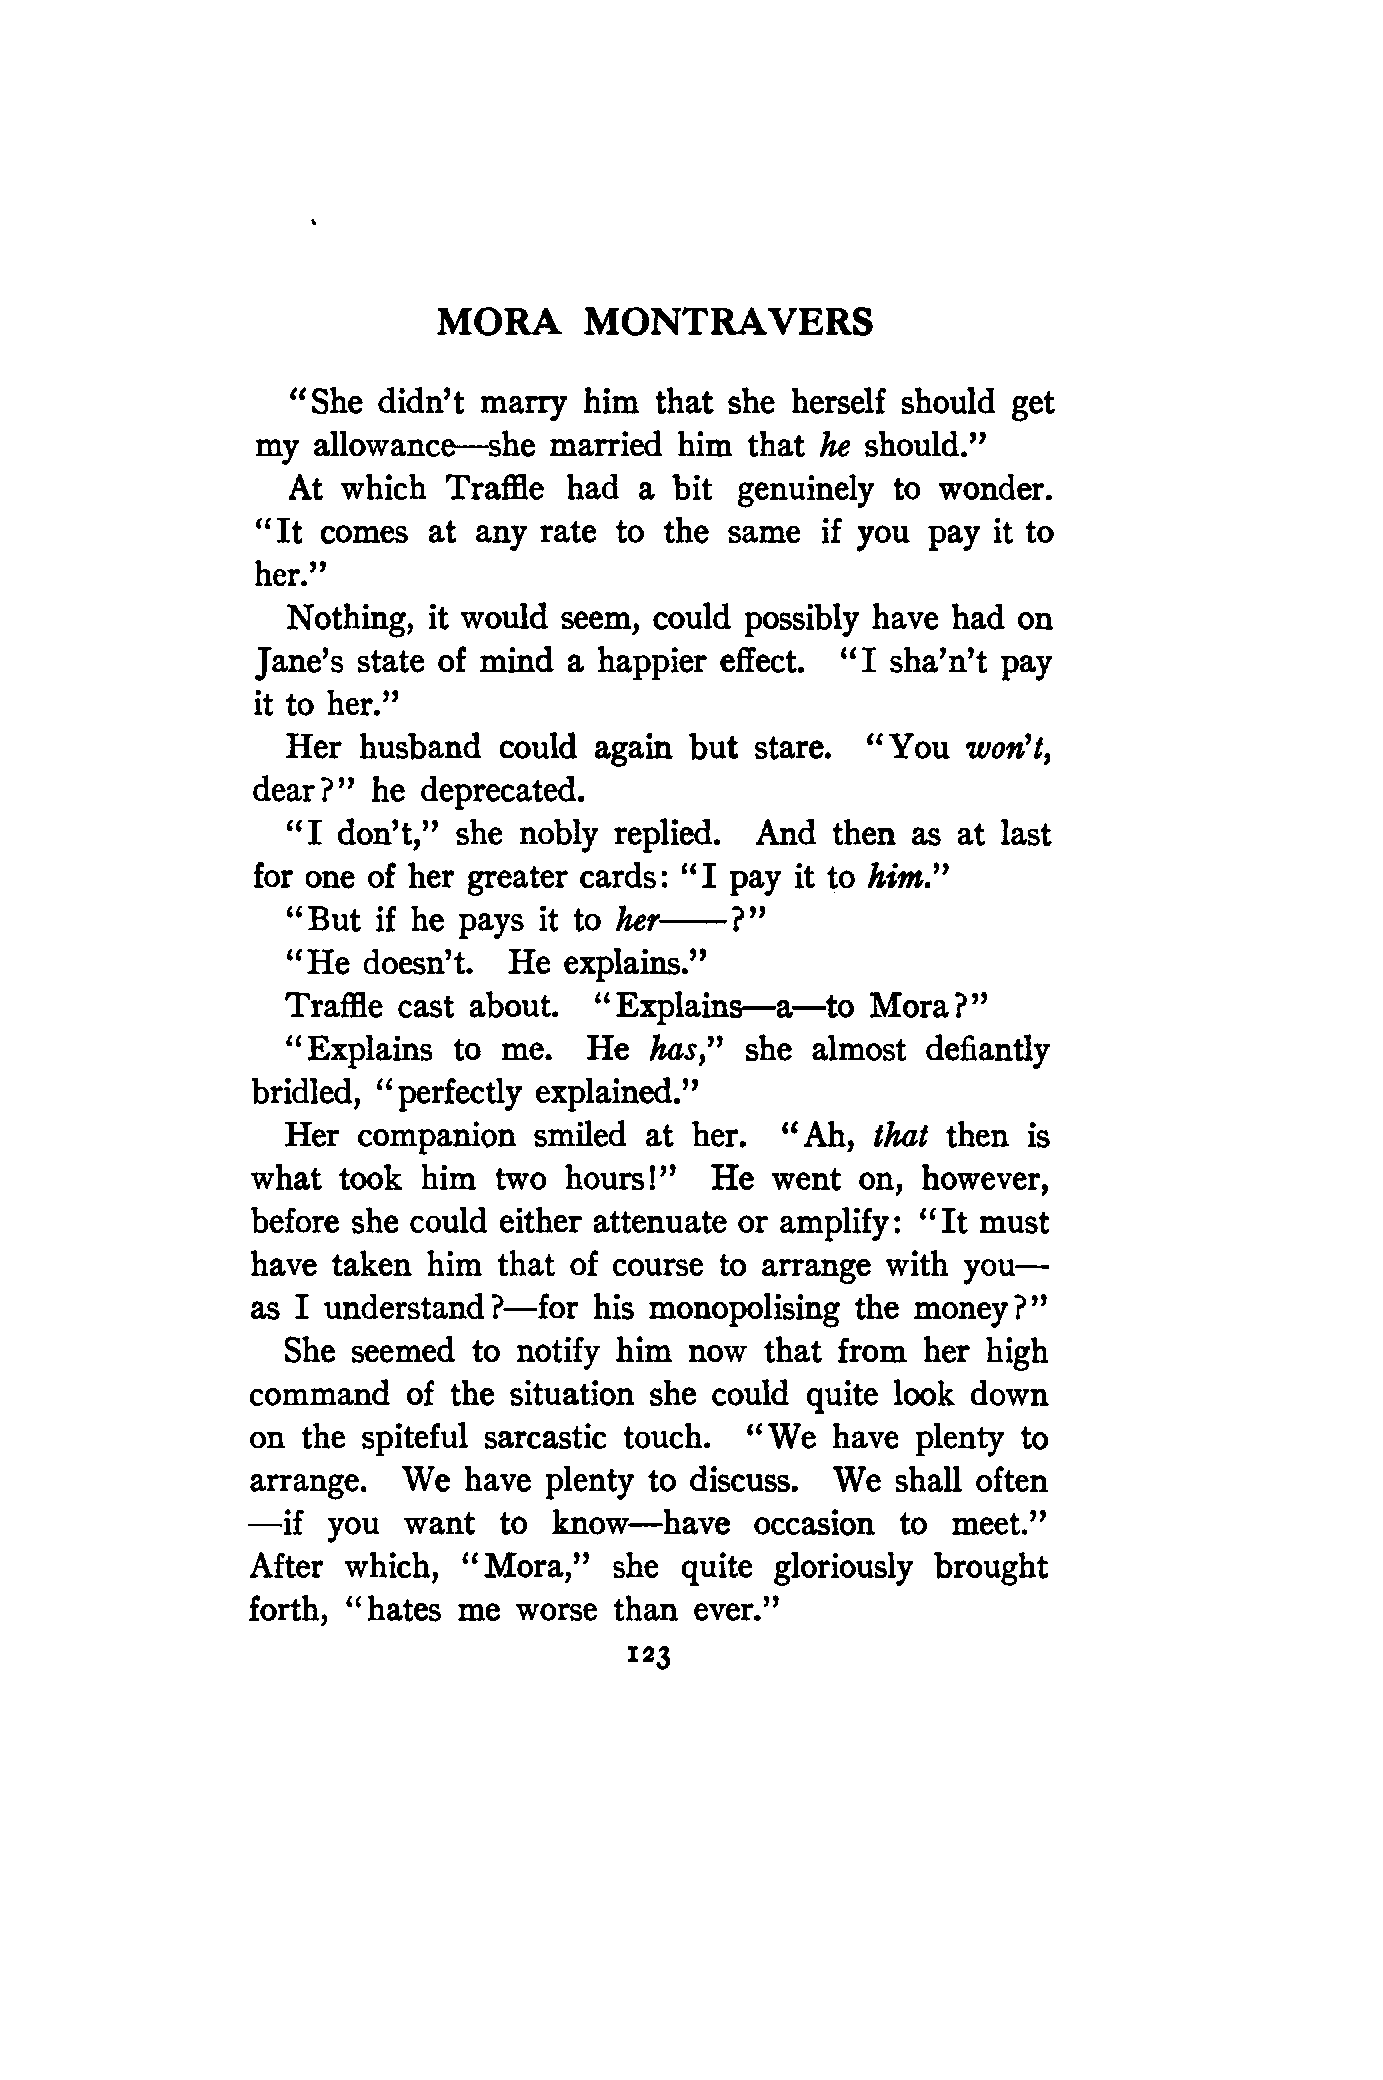 MORA MONTRAVERS
"She didn't marry him that she herself should get
my allowance—she married him that he should."
At which Traffle had a bit genuinely to wonder.
"It comes at any rate to the same if you pay it to
her."
Nothing, it would seem, could possibly have had on
Jane's state of mind a happier effect. "I sha'n't pay
it to her."
Her husband could again but stare. "You won't,
dear?" he deprecated.
"I don't," she nobly replied. And then as at last
for one of her greater cards: "I pay it to him."
"But if he pays it to her——?"
"He doesn't. He explains."
Traffle cast about. "Explains—a—to Mora?"
"Explains to me. He has," she almost defiantly
bridled, "perfectly explained."
Her companion smiled at her. "Ah, that then is
what took him two hours!" He went on, however,
before she could either attenuate or amplify: "It must
have taken him that of course to arrange with you—
as I understand?—for his monopolising the money?"
She seemed to notify him now that from her high
command of the situation she could quite look down
on the spiteful sarcastic touch. "We have plenty to
arrange. We have plenty to discuss. We shall often
—if you want to know—have occasion to meet."
After which, "Mora," she quite gloriously brought
forth, "hates me worse than ever."
123